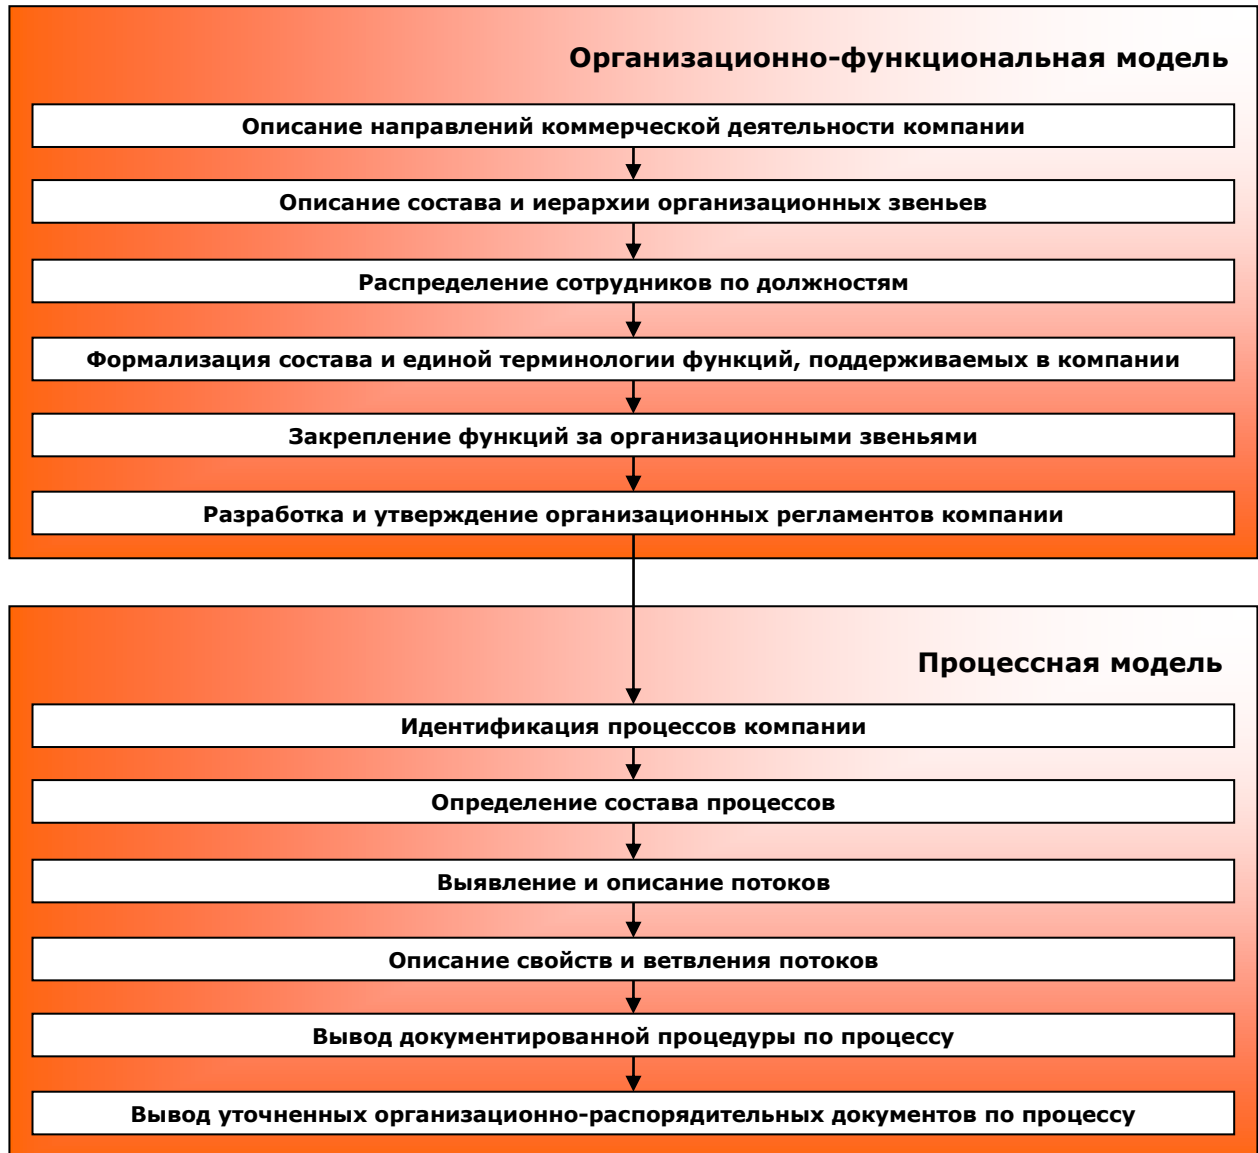 Организационно-функциональная модель
Описание направлений коммерческой деятельности компании
Описание состава и иерархии организационных звеньев
Распределение сотрудников по должностям
Формализация состава и единой терминологии функций, поддерживаемых в компании
Закрепление функций за организационными звеньями
Разработка и утверждение организационных регламентов компании
Процессная модель
Идентификация процессов компании
Определение состава процессов
Выявление и описание потоков
Описание свойств и ветвления потоков
Вывод документированной процедуры по процессу
Вывод уточненных организационно-распорядительных документов по процессу